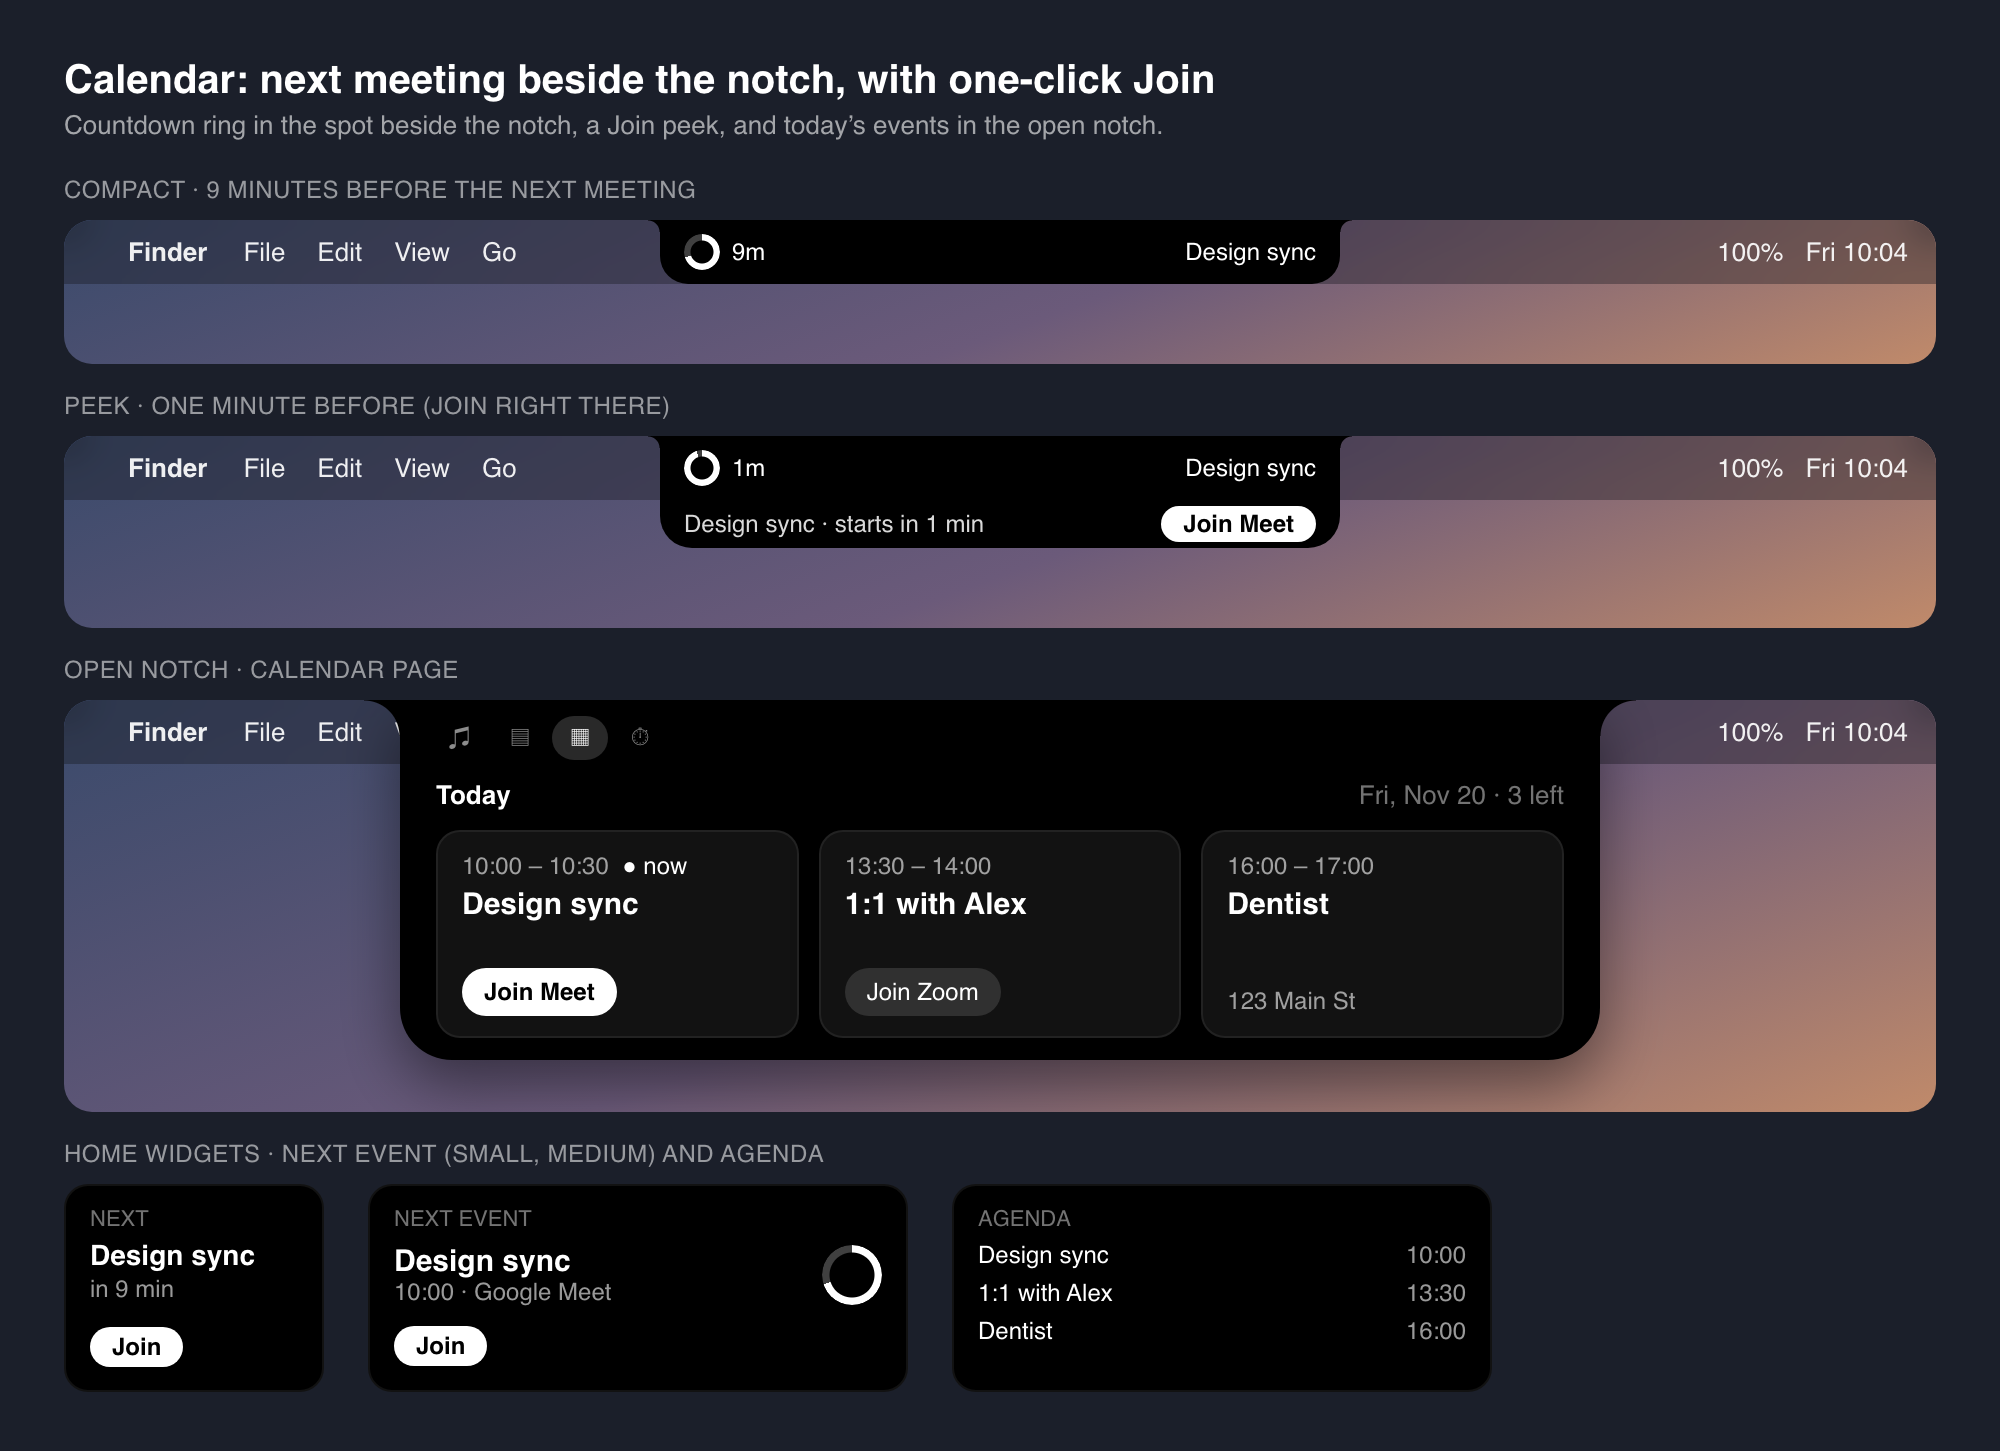 Calendar: next meeting beside the notch, with one-click Join
Countdown ring in the spot beside the notch, a Join peek, and today’s events in the open notch.
COMPACT · 9 MINUTES BEFORE THE NEXT MEETING
Finder File Edit View Go 9m Design sync 100% Fri 10:04
PEEK · ONE MINUTE BEFORE (JOIN RIGHT THERE)
Finder File Edit View Go 1m Design sync 100% Fri 10:04
Design sync · starts in 1 min Join Meet
OPEN NOTCH · CALENDAR PAGE
Finder File Edit 100% Fri 10:04
Today Fri, Nov 20 · 3 left
10:00 – 10:30 ● now
Design sync
Join Meet
13:30 – 14:00
1:1 with Alex
Join Zoom
16:00 – 17:00
Dentist
123 Main St
HOME WIDGETS · NEXT EVENT (SMALL, MEDIUM) AND AGENDA
NEXT
Design sync
in 9 min
Join
NEXT EVENT
Design sync
10:00 · Google Meet
Join
AGENDA
Design sync 10:00
1:1 with Alex 13:30
Dentist 16:00